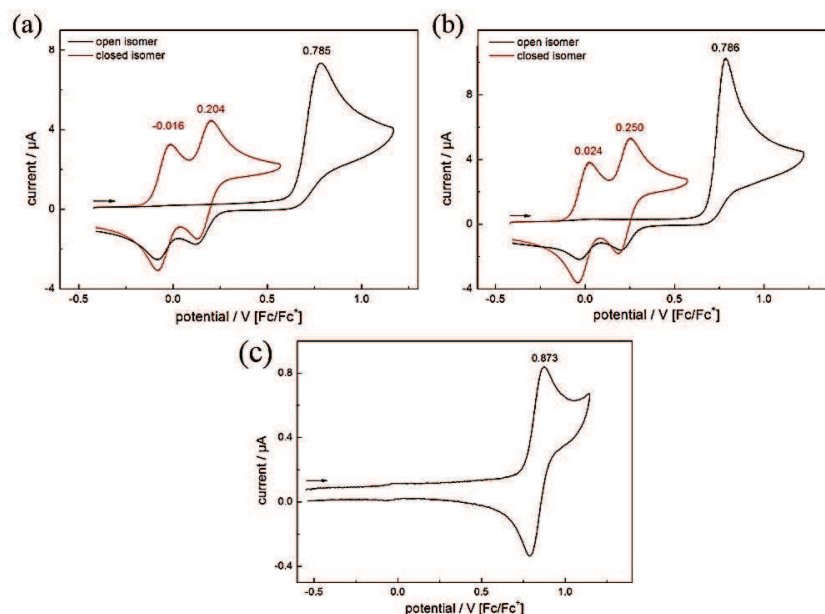 (a)
open isomer
closed isomer
0.785
-0.016
0.204
current / µA
8
4
0
-4
-0.5
0.0
0.5
1.0
potential / V [Fc/Fc⁺]
(b)
open isomer
closed isomer
0.786
0.024
0.250
current / µA
8
4
0
-4
-0.5
0.0
0.5
1.0
potential / V [Fc/Fc⁺]
(c)
0.873
current / µA
0.8
0.4
0.0
-0.4
-0.5
0.0
0.5
1.0
potential / V [Fc/Fc⁺]